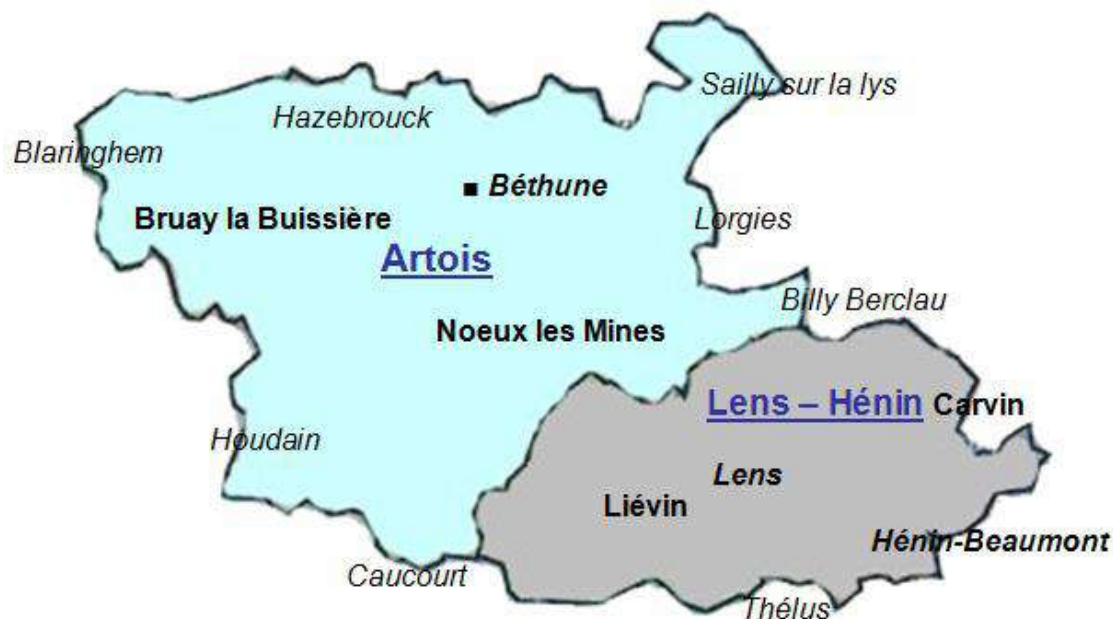 Sailly sur la lys
Hazebrouck
Blaringhem
Béthune
Bruay la Buissière
Lorgies
Artois
Billy Berclau
Noeux les Mines
Lens – Hénin
Carvin
Houdain
Lens
Liévin
Hénin-Beaumont
Caucourt
Thélus